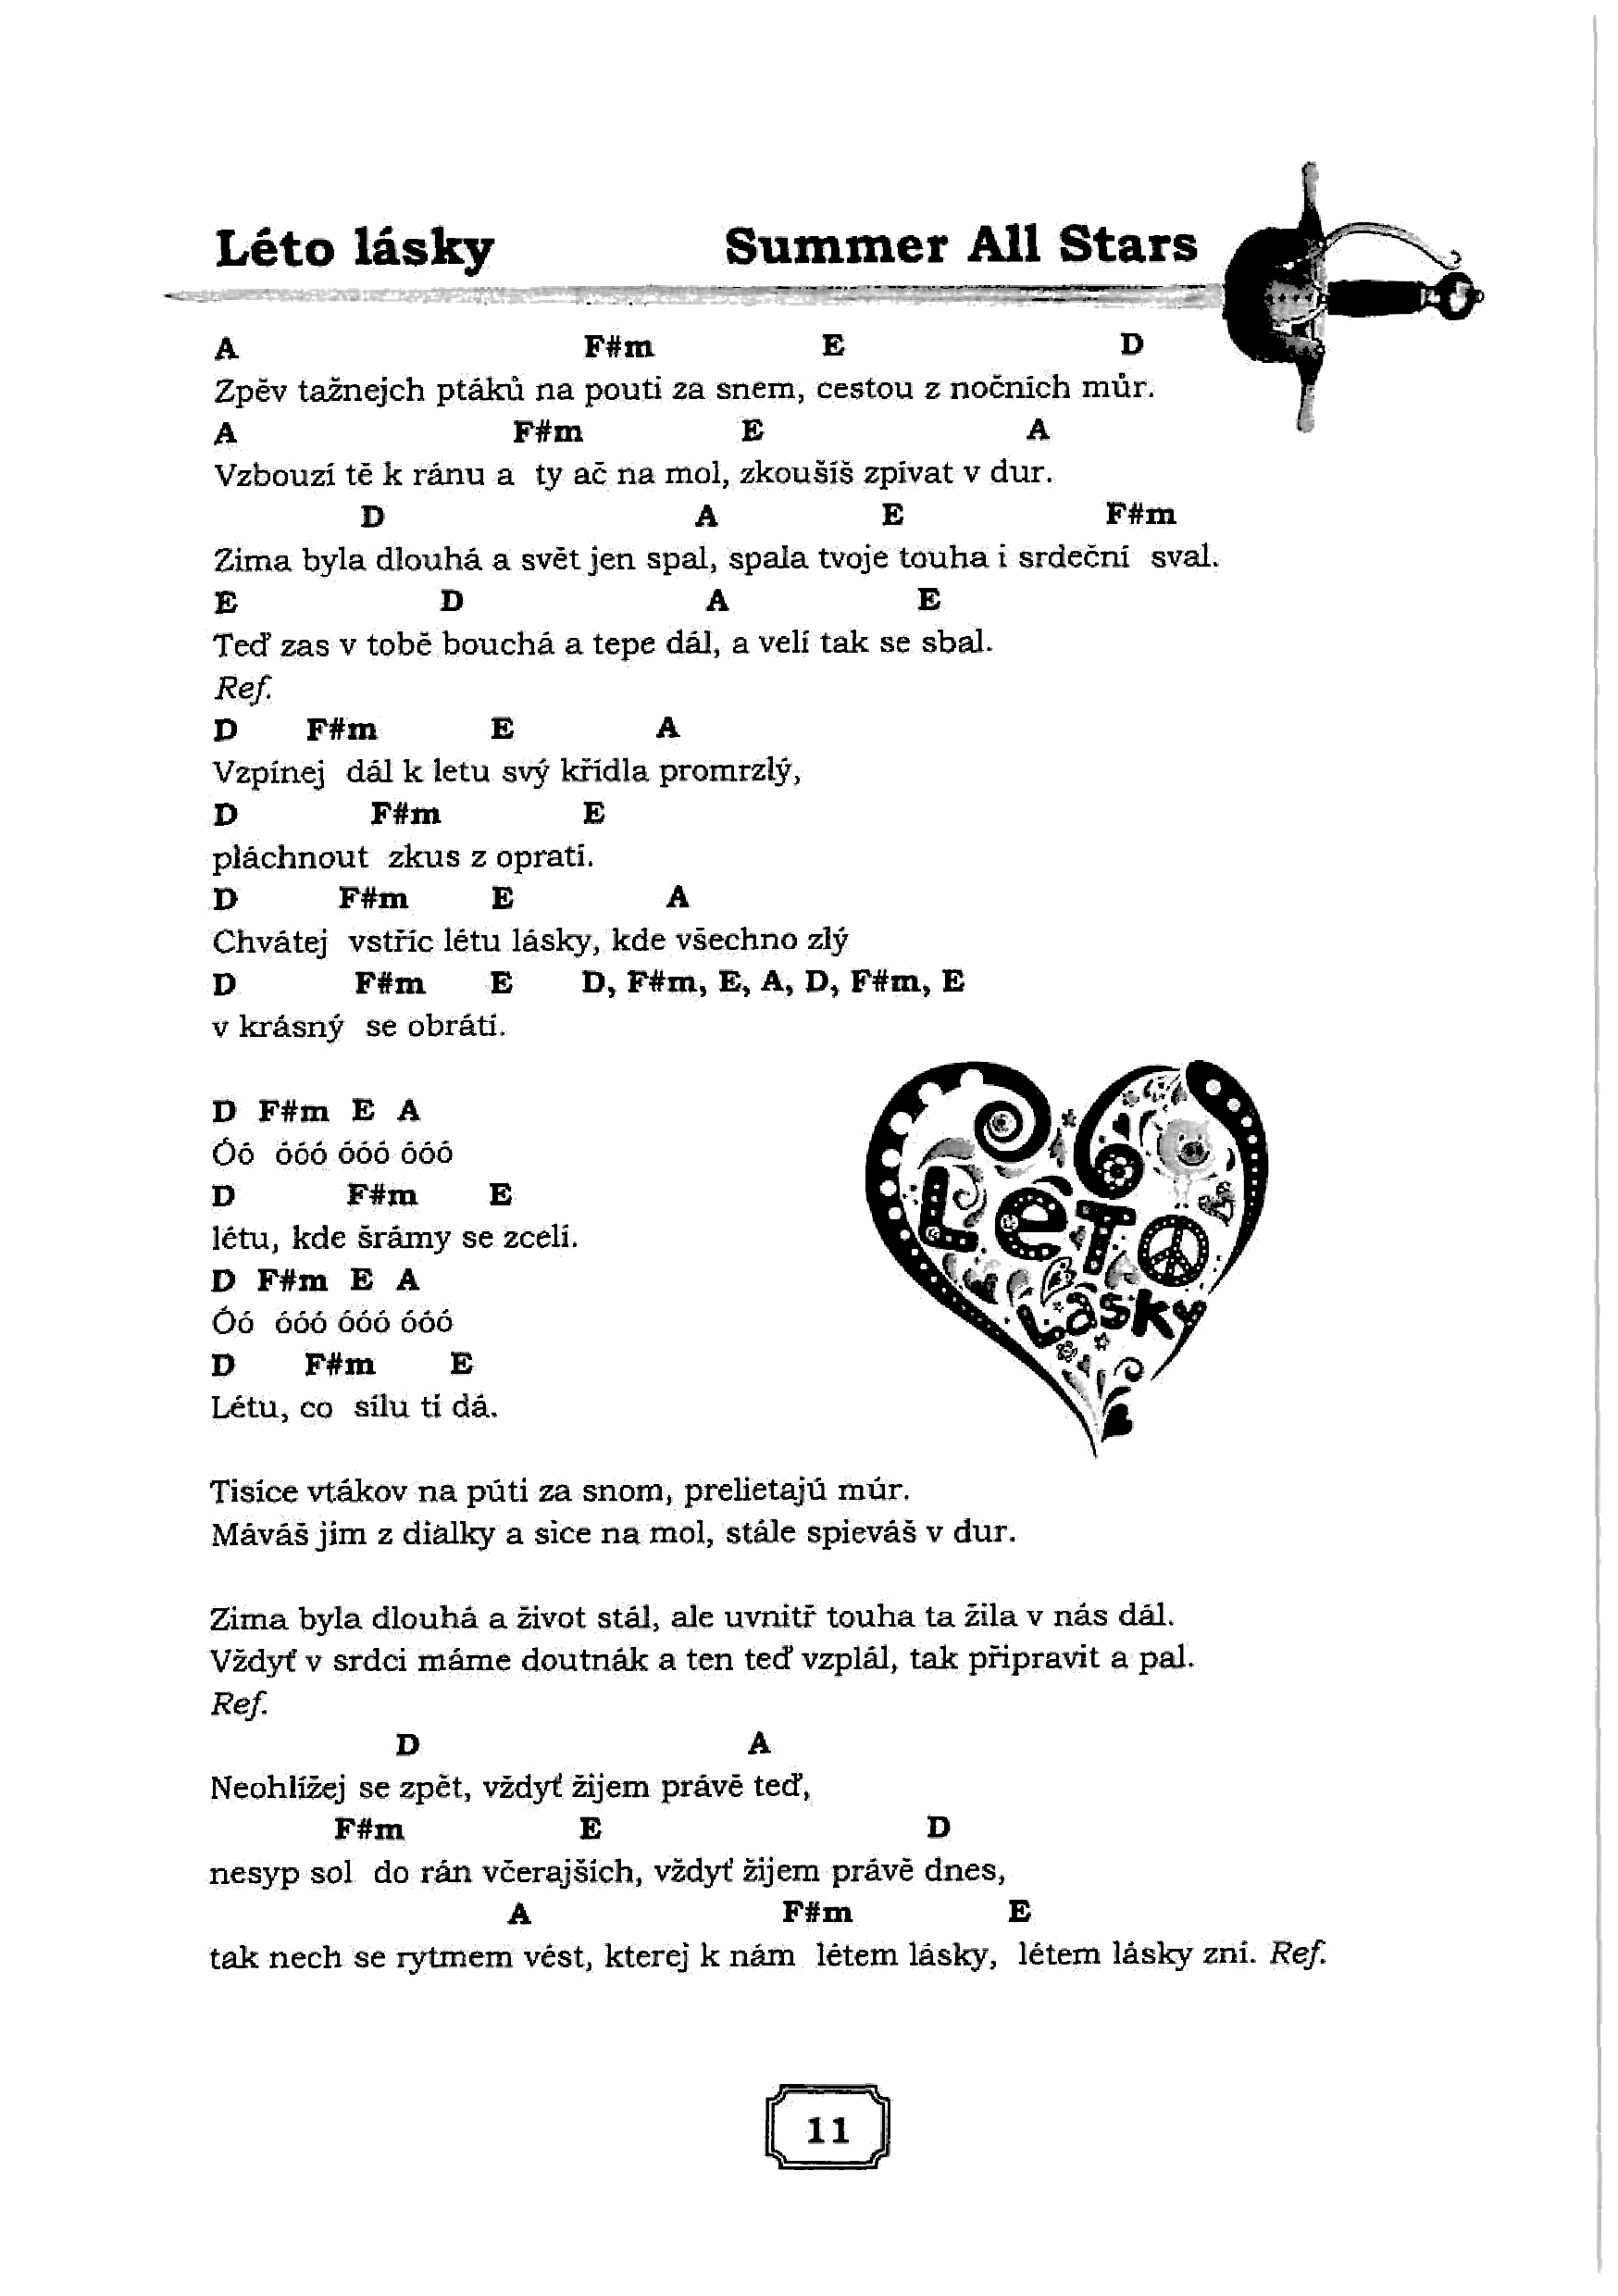 Léto lásky Summer All Stars
A F#m E D
Zpěv tažnejch ptáků na pouti za snem, cestou z nočních můr.
A F#m E A
Vzbouzí tě k ránu a ty ač na mol, zkoušíš zpívat v dur.
D A E F#m
Zima byla dlouhá a svět jen spal, spala tvoje touha i srdeční sval.
E D A E
Teď zas v tobě bouchá a tepe dál, a velí tak se sbal.
Ref.
D F#m E A
Vzpínej dál k letu svý křídla promrzlý,
D F#m E
pláchnout zkus z opratí.
D F#m E A
Chvátej vstříc létu lásky, kde všechno zlý
D F#m E D, F#m, E, A, D, F#m, E
v krásný se obrátí.
D F#m E A
Óó óóó óóó óóó
D F#m E
létu, kde šrámy se zcelí.
D F#m E A
Óó óóó óóó óóó
D F#m E
Létu, co sílu ti dá.
LéTO
Lásky
Tisíce vtákov na púti za snom, prelietajú múr.
Máváš jim z diaľky a sice na mol, stále spieváš v dur.
Zima byla dlouhá a život stál, ale uvnitř touha ta žila v nás dál.
Vždyť v srdci máme doutnák a ten teď vzplál, tak připravit a pal.
Ref.
D A
Neohlížej se zpět, vždyť žijem právě teď,
F#m E D
nesyp sol do rán včerajších, vždyť žijem právě dnes,
A F#m E
tak nech se rytmem vést, kterej k nám létem lásky, létem lásky zní. Ref.
11